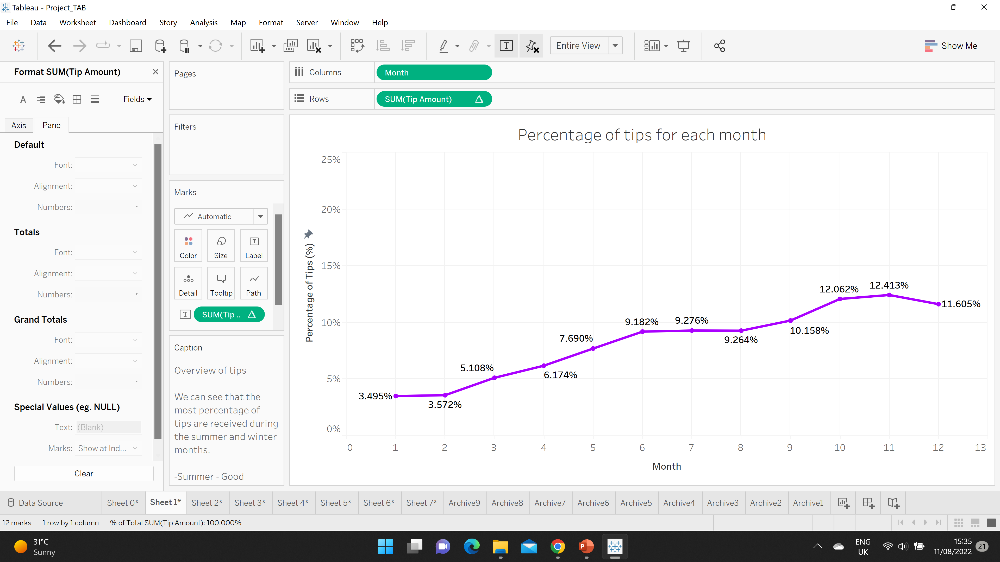 Tableau - Project_TAB
File Data Worksheet Dashboard Story Analysis Map Format Server Window Help
Entire View
Show Me
Format SUM(Tip Amount)
A
Fields
Axis Pane
Default
Font:
Alignment:
Numbers:
Totals
Font:
Alignment:
Numbers:
Grand Totals
Font:
Alignment:
Numbers:
Special Values (eg. NULL)
Text: (Blank)
Marks: Show at Ind...
Clear
Pages
Filters
Marks
Automatic
Color Size Label
Detail Tooltip Path
SUM(Tip ..
Caption
Overview of tips
We can see that the
most percentage of
tips are received during
the summer and winter
months.
-Summer - Good
Columns Month
Rows SUM(Tip Amount)
Percentage of tips for each month
Percentage of Tips (%)
25%
20%
15%
10%
5%
0%
3.495%
3.572%
5.108%
6.174%
7.690%
9.182%
9.276%
9.264%
10.158%
12.062%
12.413%
11.605%
0 1 2 3 4 5 6 7 8 9 10 11 12 13
Month
Data Source Sheet 0* Sheet 1* Sheet 2* Sheet 3* Sheet 4* Sheet 5* Sheet 6* Sheet 7* Archive9 Archive8 Archive7 Archive6 Archive5 Archive4 Archive3 Archive2 Archive1
12 marks 1 row by 1 column % of Total SUM(Tip Amount): 100.000%
31°C
Sunny
P
ENG
UK
15:35
11/08/2022
21